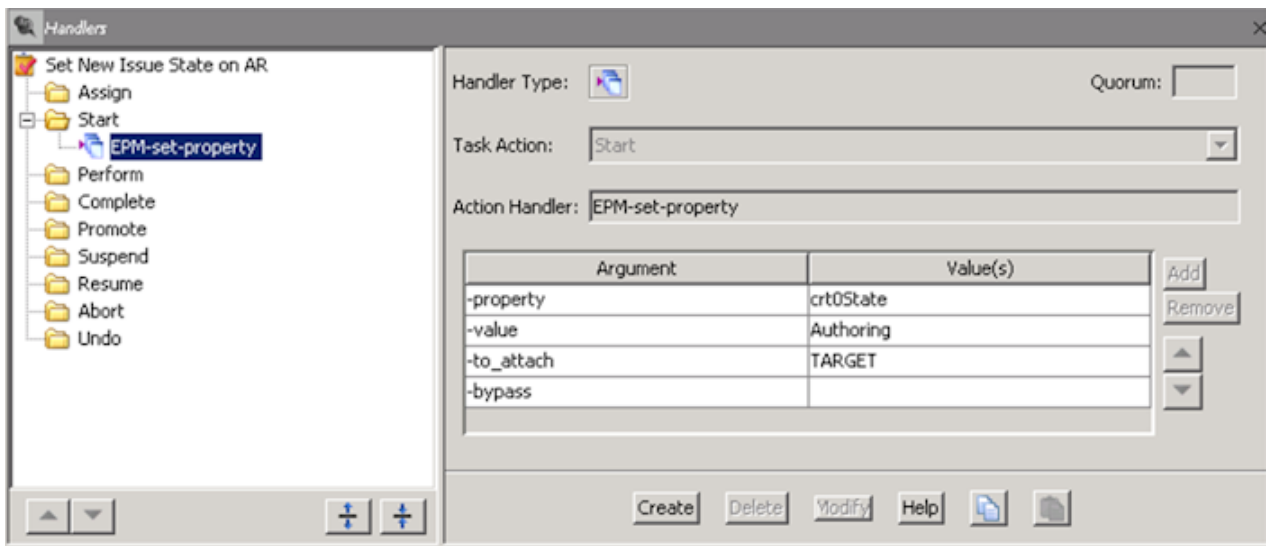 Handlers
Set New Issue State on AR
Assign
Start
EPM-set-property
Perform
Complete
Promote
Suspend
Resume
Abort
Undo
Handler Type:
Quorum:
Task Action: Start
Action Handler: EPM-set-property
Argument Value(s)
-property crt0State
-value Authoring
-to_attach TARGET
-bypass
Add
Remove
Create Delete Modify Help